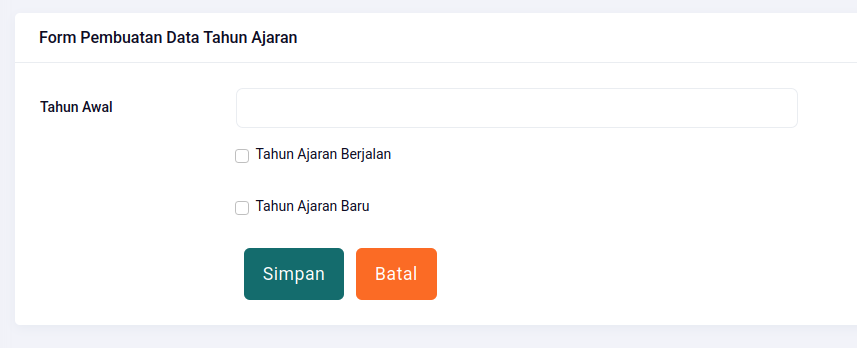 Form Pembuatan Data Tahun Ajaran
Tahun Awal
Tahun Ajaran Berjalan
Tahun Ajaran Baru
Simpan Batal